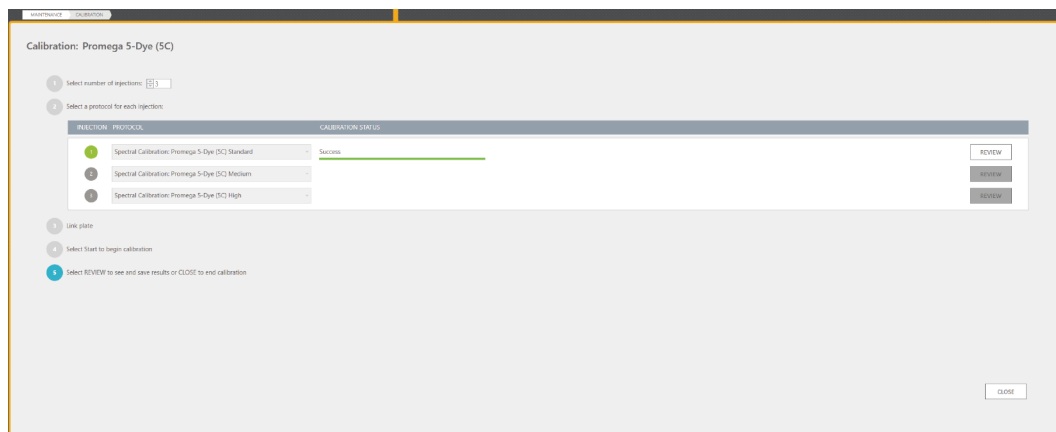 MAINTENANCE CALIBRATION
Calibration: Promega 5-Dye (5C)
1 Select number of injections: 3
2 Select a protocol for each injection:
INJECTION PROTOCOL CALIBRATION STATUS
1 Spectral Calibration: Promega 5-Dye (5C) Standard Success REVIEW
2 Spectral Calibration: Promega 5-Dye (5C) Medium REVIEW
3 Spectral Calibration: Promega 5-Dye (5C) High REVIEW
3 Link plate
4 Select Start to begin calibration
5 Select REVIEW to see and save results or CLOSE to end calibration
CLOSE